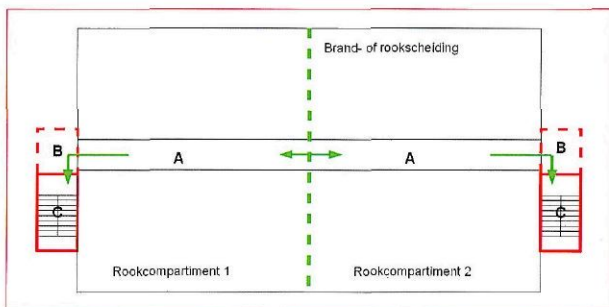 Brand- of rookscheiding
B
A
A
B
C
C
Rookcompartiment 1
Rookcompartiment 2